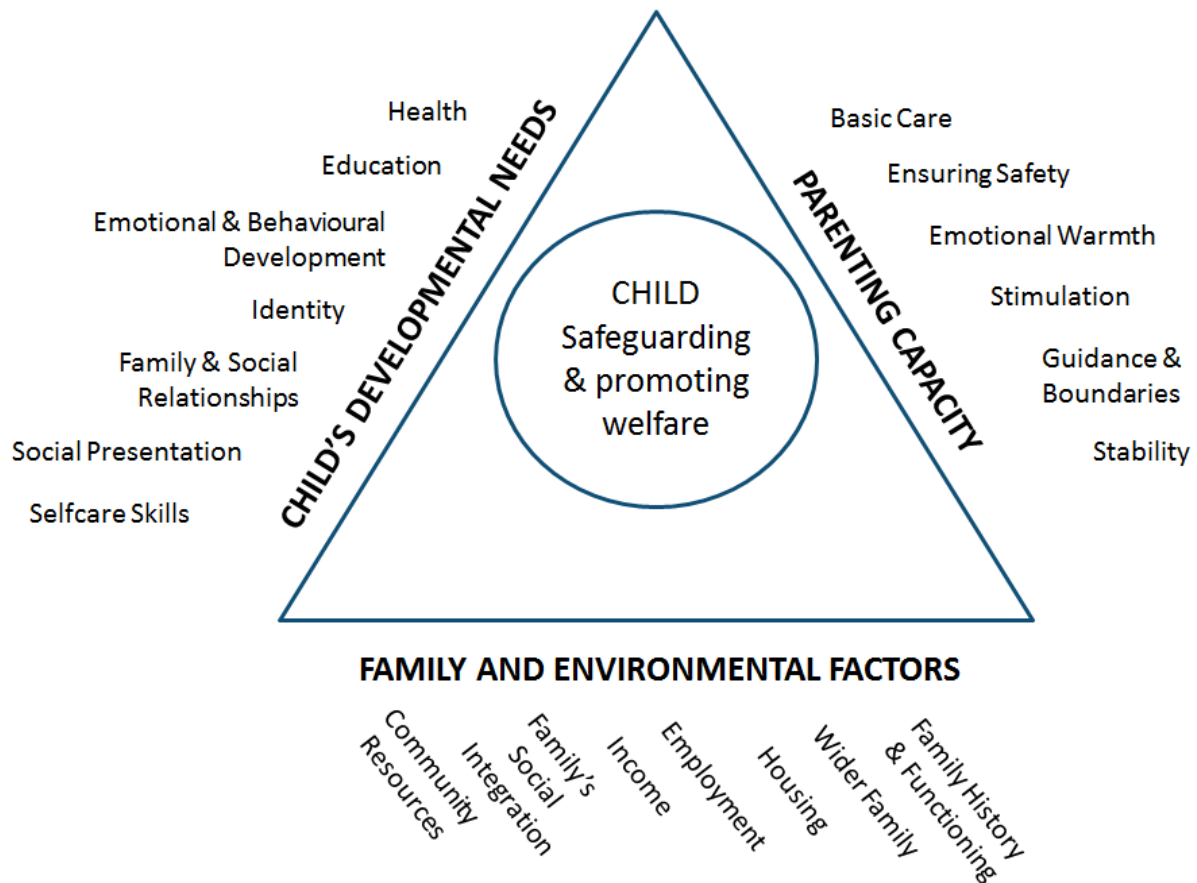 Health
Education
Emotional & Behavioural
Development
Identity
Family & Social
Relationships
Social Presentation
Selfcare Skills
CHILD'S DEVELOPMENTAL NEEDS
CHILD
Safeguarding
& promoting
welfare
PARENTING CAPACITY
Basic Care
Ensuring Safety
Emotional Warmth
Stimulation
Guidance &
Boundaries
Stability
FAMILY AND ENVIRONMENTAL FACTORS
Community
Resources
Family's
Social
Integration
Income
Employment
Housing
Wider Family
Family History
& Functioning